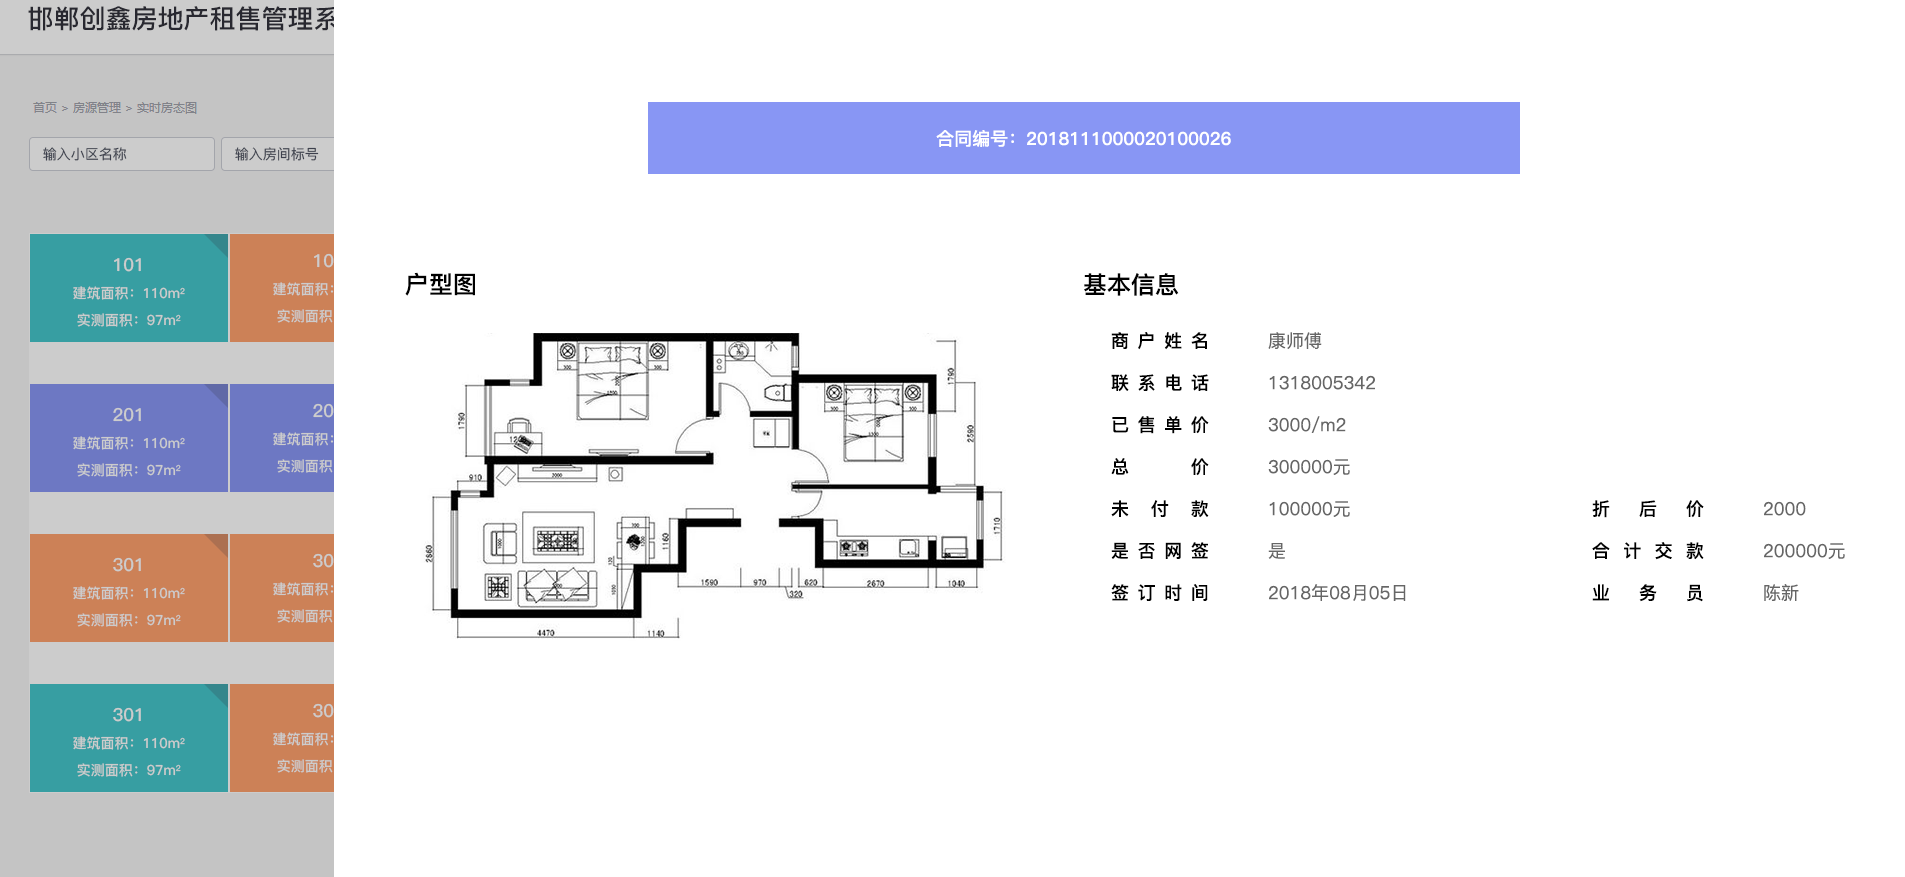 邯郸创鑫房地产租售管理系
首页 > 房源管理 > 实时房态图
输入小区名称
输入房间标号
101
建筑面积：110m²
实测面积：97m²
10
建筑面积：
实测面积
201
建筑面积：110m²
实测面积：97m²
20
建筑面积：
实测面积
301
建筑面积：110m²
实测面积：97m²
30
建筑面积：
实测面积
301
建筑面积：110m²
实测面积：97m²
30
建筑面积：
实测面积
合同编号：2018111000020100026
户型图
1790
910
2860
4470
1140
1160
1590
970
620
320
2670
1040
1710
2590
1790
基本信息
商户姓名 康师傅
联系电话 1318005342
已售单价 3000/m2
总价 300000元
未付款 100000元 折后价 2000
是否网签 是 合计交款 200000元
签订时间 2018年08月05日 业务员 陈新